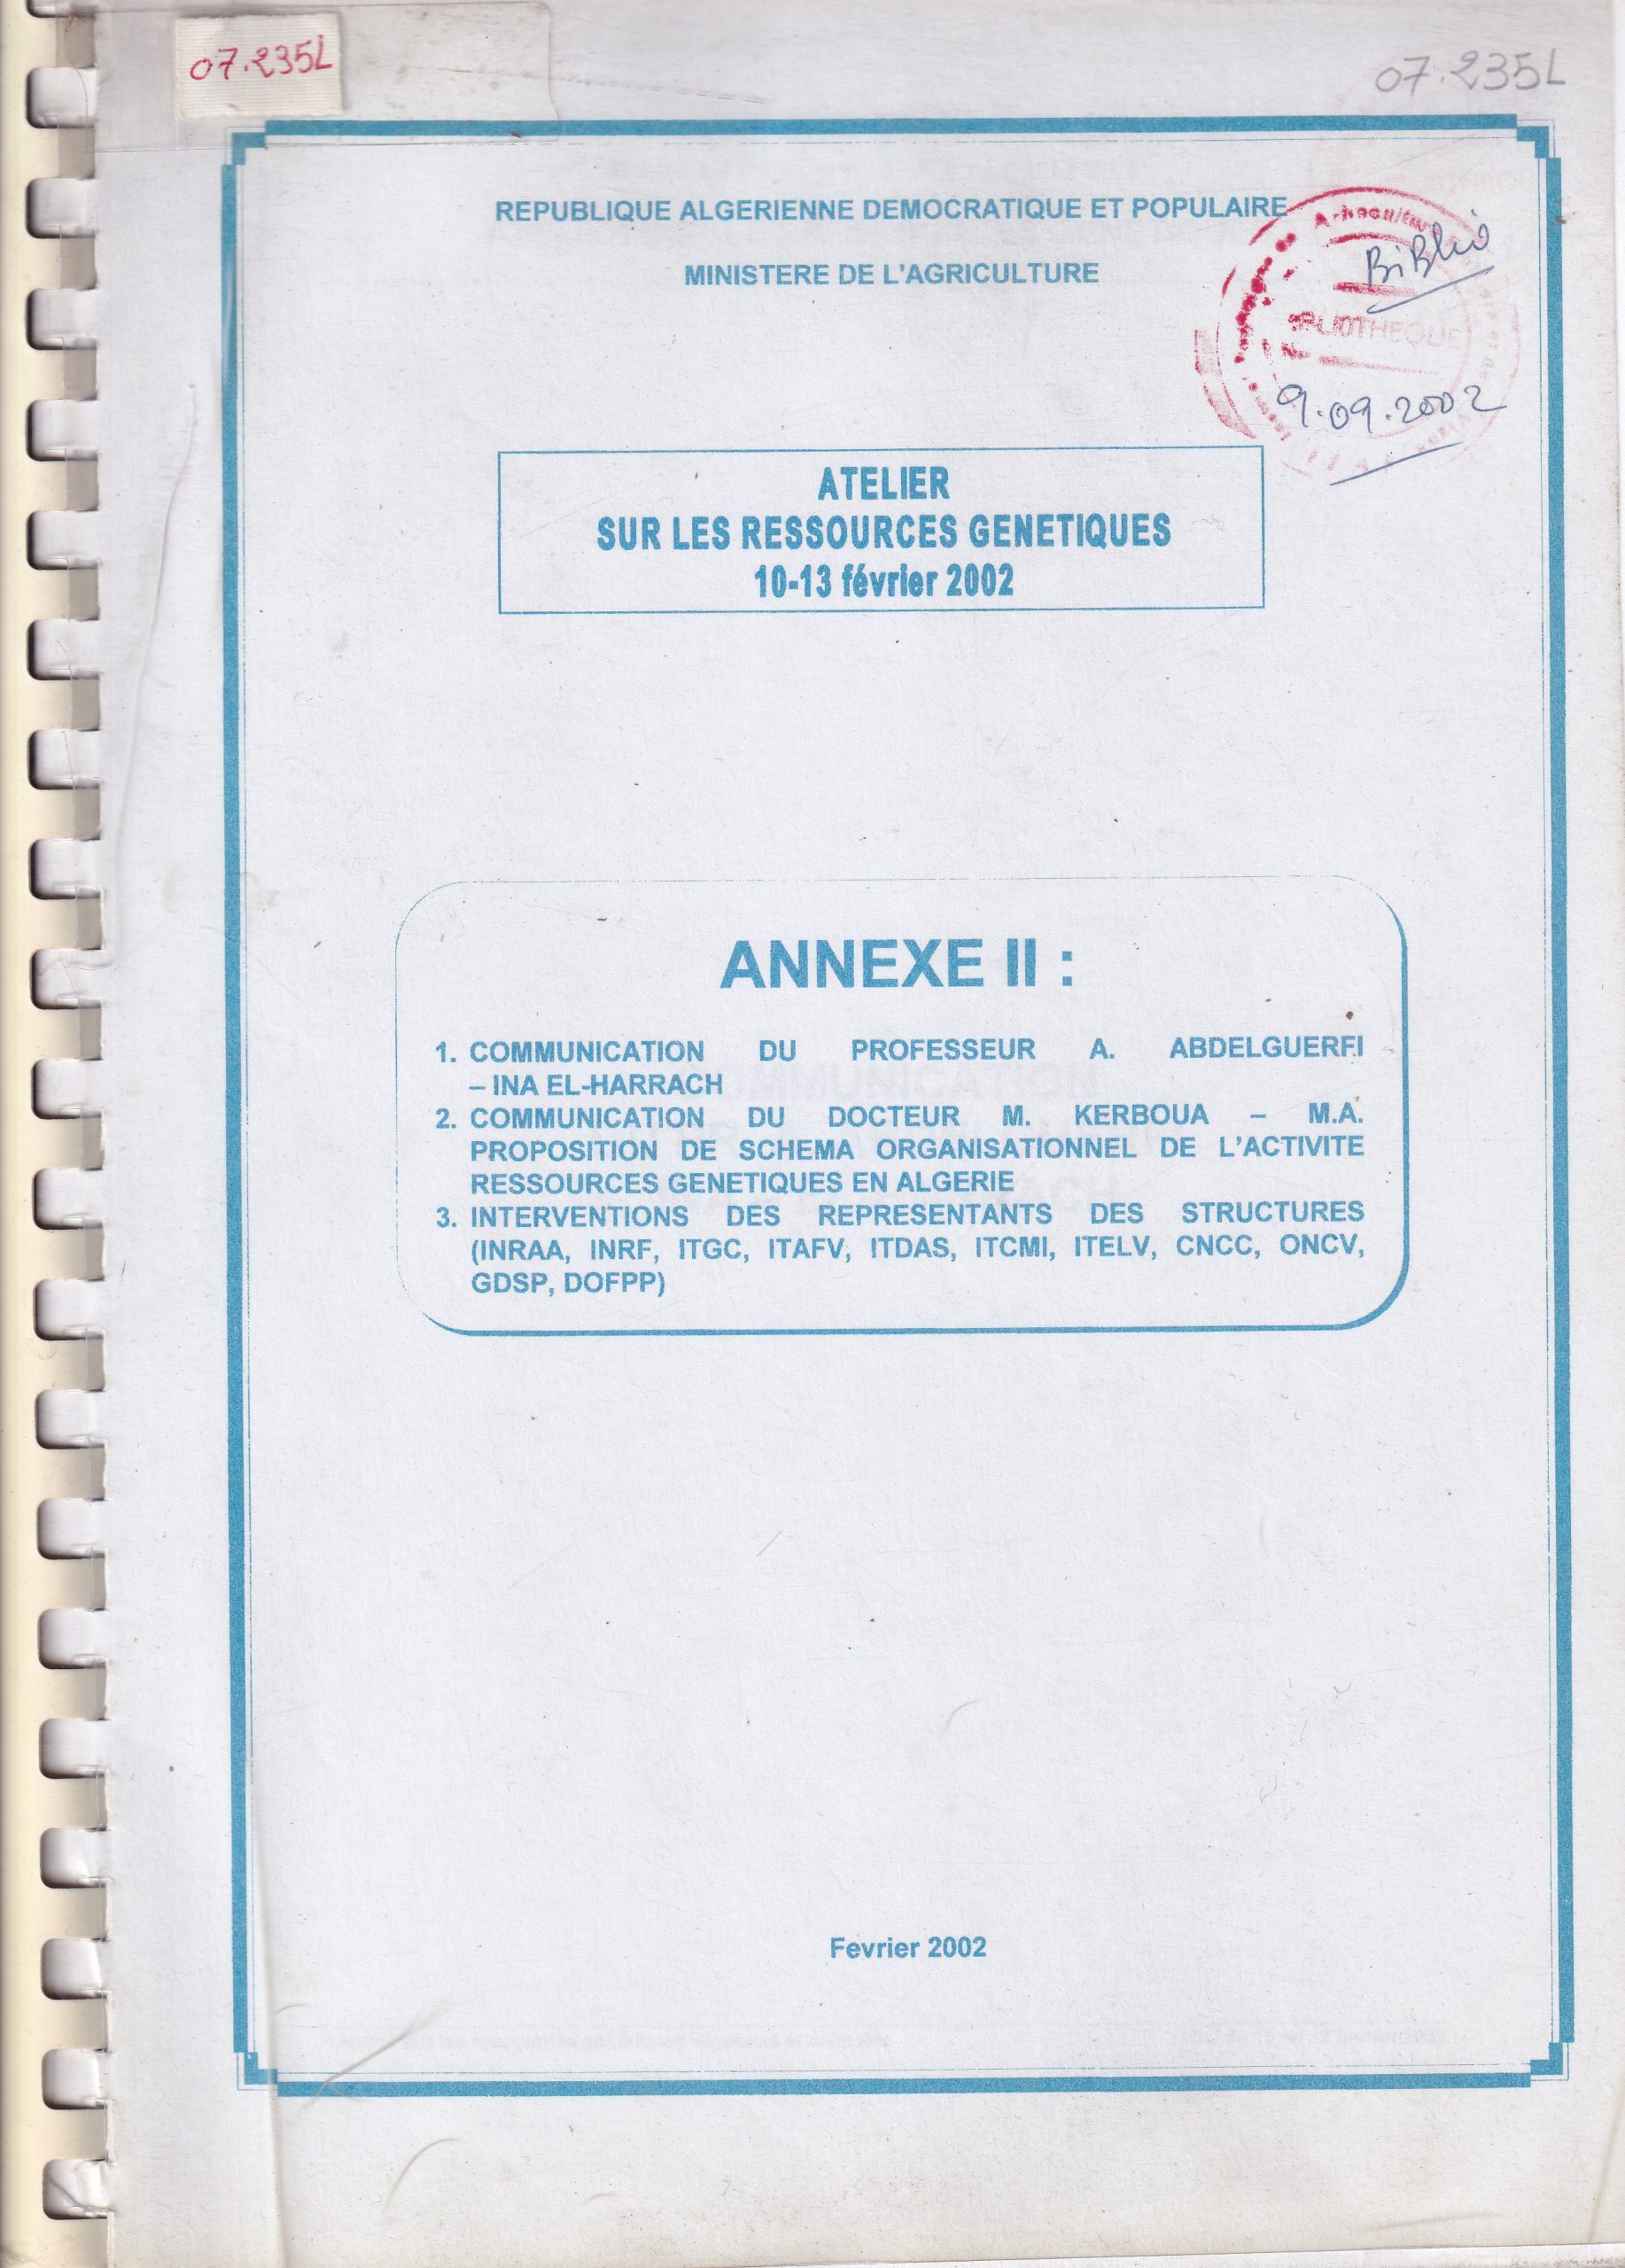 07.235L
07.235L
REPUBLIQUE ALGERIENNE DEMOCRATIQUE ET POPULAIRE
MINISTERE DE L'AGRICULTURE
BiBlio
9.09.2002
ATELIER
SUR LES RESSOURCES GENETIQUES
10-13 février 2002
ANNEXE II :
1. COMMUNICATION DU PROFESSEUR A. ABDELGUERFI
– INA EL-HARRACH
2. COMMUNICATION DU DOCTEUR M. KERBOUA – M.A.
PROPOSITION DE SCHEMA ORGANISATIONNEL DE L'ACTIVITE
RESSOURCES GENETIQUES EN ALGERIE
3. INTERVENTIONS DES REPRESENTANTS DES STRUCTURES
(INRAA, INRF, ITGC, ITAFV, ITDAS, ITCMI, ITELV, CNCC, ONCV,
GDSP, DOFPP)
Fevrier 2002